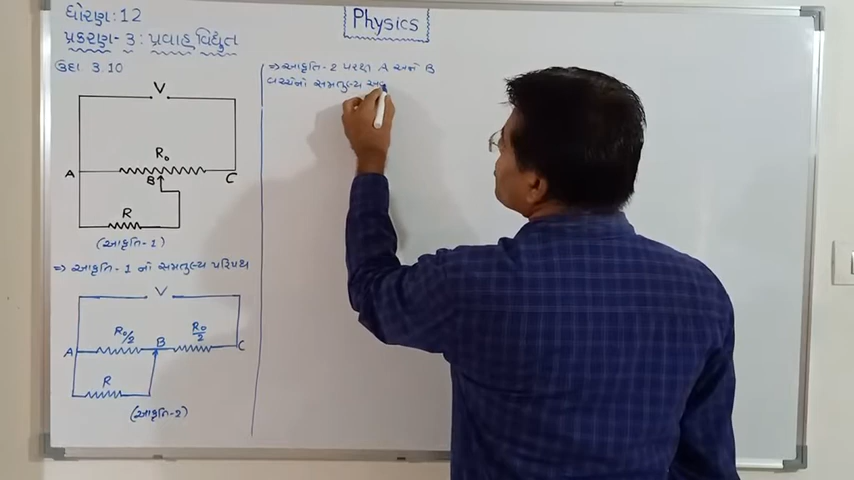 ધોરણ: 12
પ્રકરણ- 3: પ્રવાહ વિદ્યુત
Physics
ઉદા 3.10
V
R₀
A
B
C
R
(આકૃતિ-1)
⇒ આકૃતિ-1 નો સમતુલ્ય પરિપથ
V
R₀/2
B
R₀/2
A
C
R
(આકૃતિ-2)
⇒ આકૃતિ-2 પરથી A અને B
વચ્ચેનો સમતુલ્ય અવ